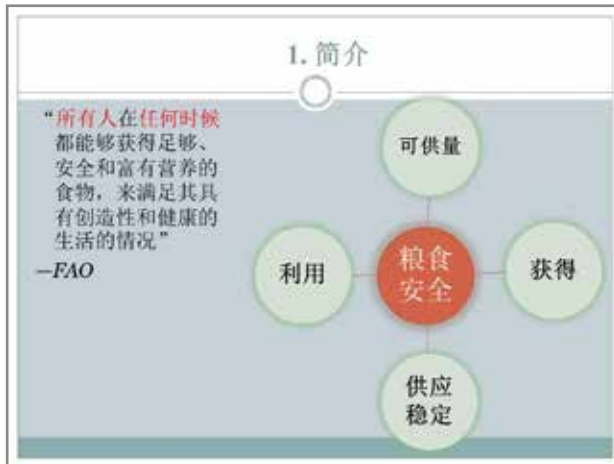 1. 简介
“所有人在任何时候
都能够获得足够、
安全和富有营养的
食物，来满足其具
有创造性和健康的
生活的情况”
—FAO
可供量
利用
粮食
安全
获得
供应
稳定